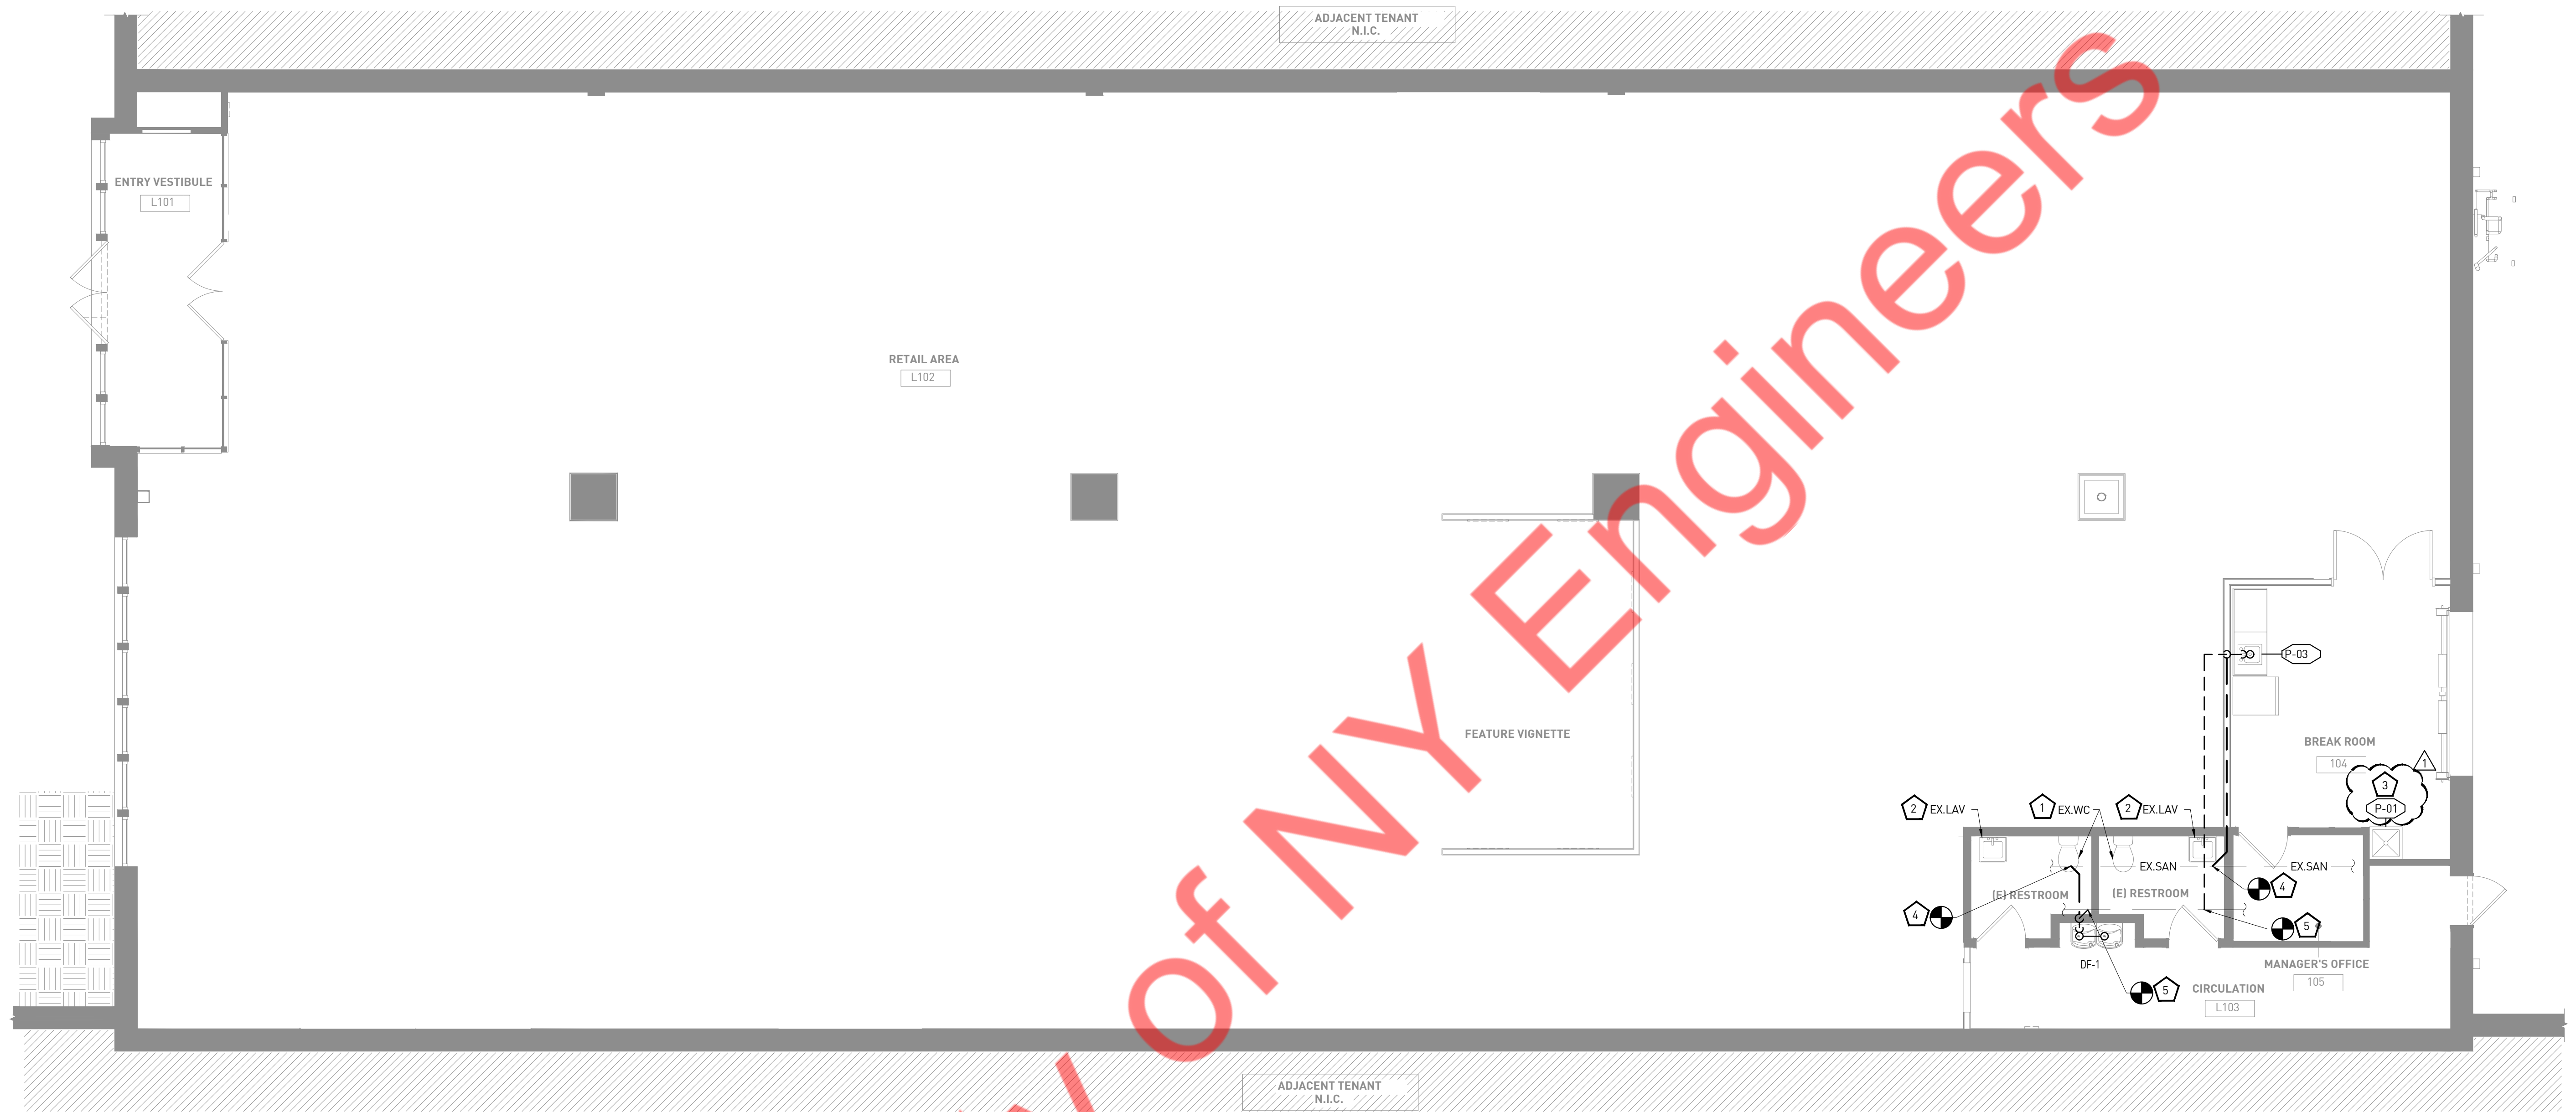 ADJACENT TENANT
N.I.C.
ENTRY VESTIBULE
L101
RETAIL AREA
L102
FEATURE VIGNETTE
P-03
BREAK ROOM
104
1
3
P-01
2 EX.LAV
1 EX.WC
2 EX.LAV
EX.SAN
EX.SAN
(E) RESTROOM
(E) RESTROOM
4
4
5
DF-1
MANAGER'S OFFICE
105
5
CIRCULATION
L103
ADJACENT TENANT
N.I.C.
of NY Engineers